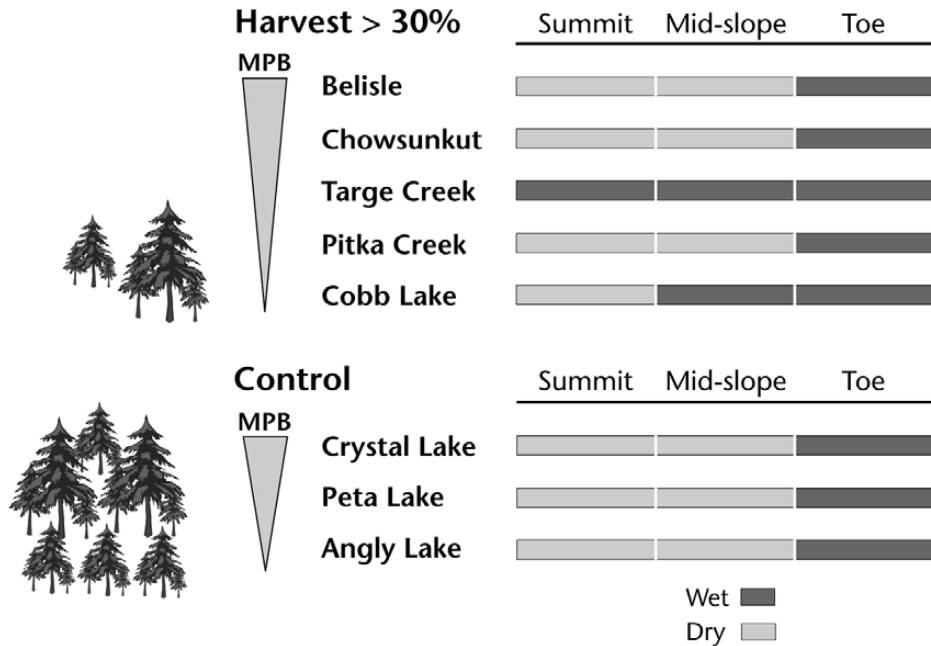 Harvest > 30% Summit Mid-slope Toe
MPB
Belisle
Chowsunkut
Targe Creek
Pitka Creek
Cobb Lake
Control Summit Mid-slope Toe
MPB
Crystal Lake
Peta Lake
Angly Lake
Wet
Dry